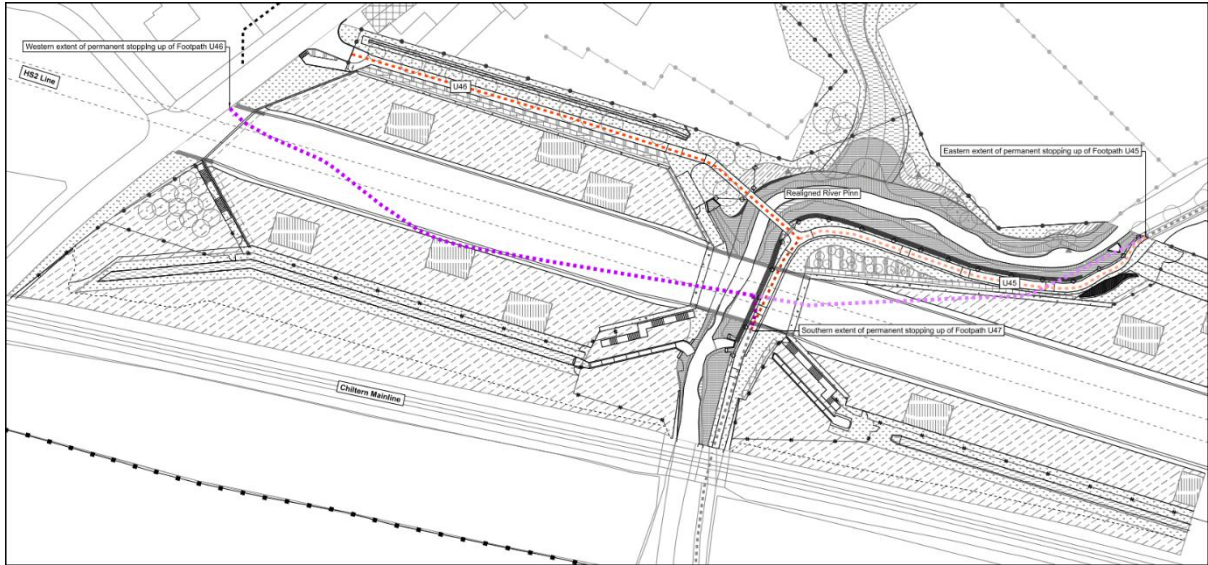 Western extent of permanent stopping up of Footpath U46
HS2 Line
U46
Eastern extent of permanent stopping up of Footpath U45
Realigned River Pinn
U45
Southern extent of permanent stopping up of Footpath U47
Chiltern Mainline